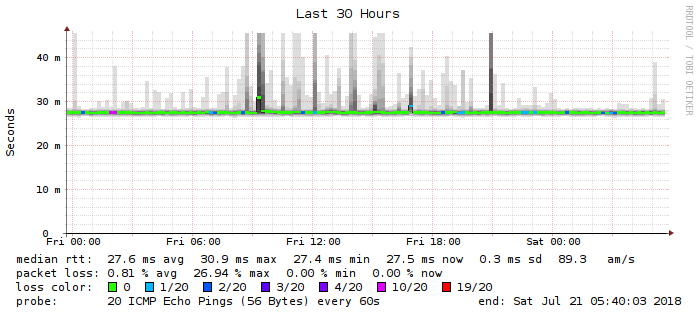 Last 30 Hours
RRDTOOL / TOBI OETIKER
Seconds
40 m
30 m
20 m
10 m
0
Fri 00:00 Fri 06:00 Fri 12:00 Fri 18:00 Sat 00:00
median rtt: 27.6 ms avg 30.9 ms max 27.4 ms min 27.5 ms now 0.3 ms sd 89.3 am/s
packet loss: 0.81 % avg 26.94 % max 0.00 % min 0.00 % now
loss color: 0 1/20 2/20 3/20 4/20 10/20 19/20
probe: 20 ICMP Echo Pings (56 Bytes) every 60s end: Sat Jul 21 05:40:03 2018